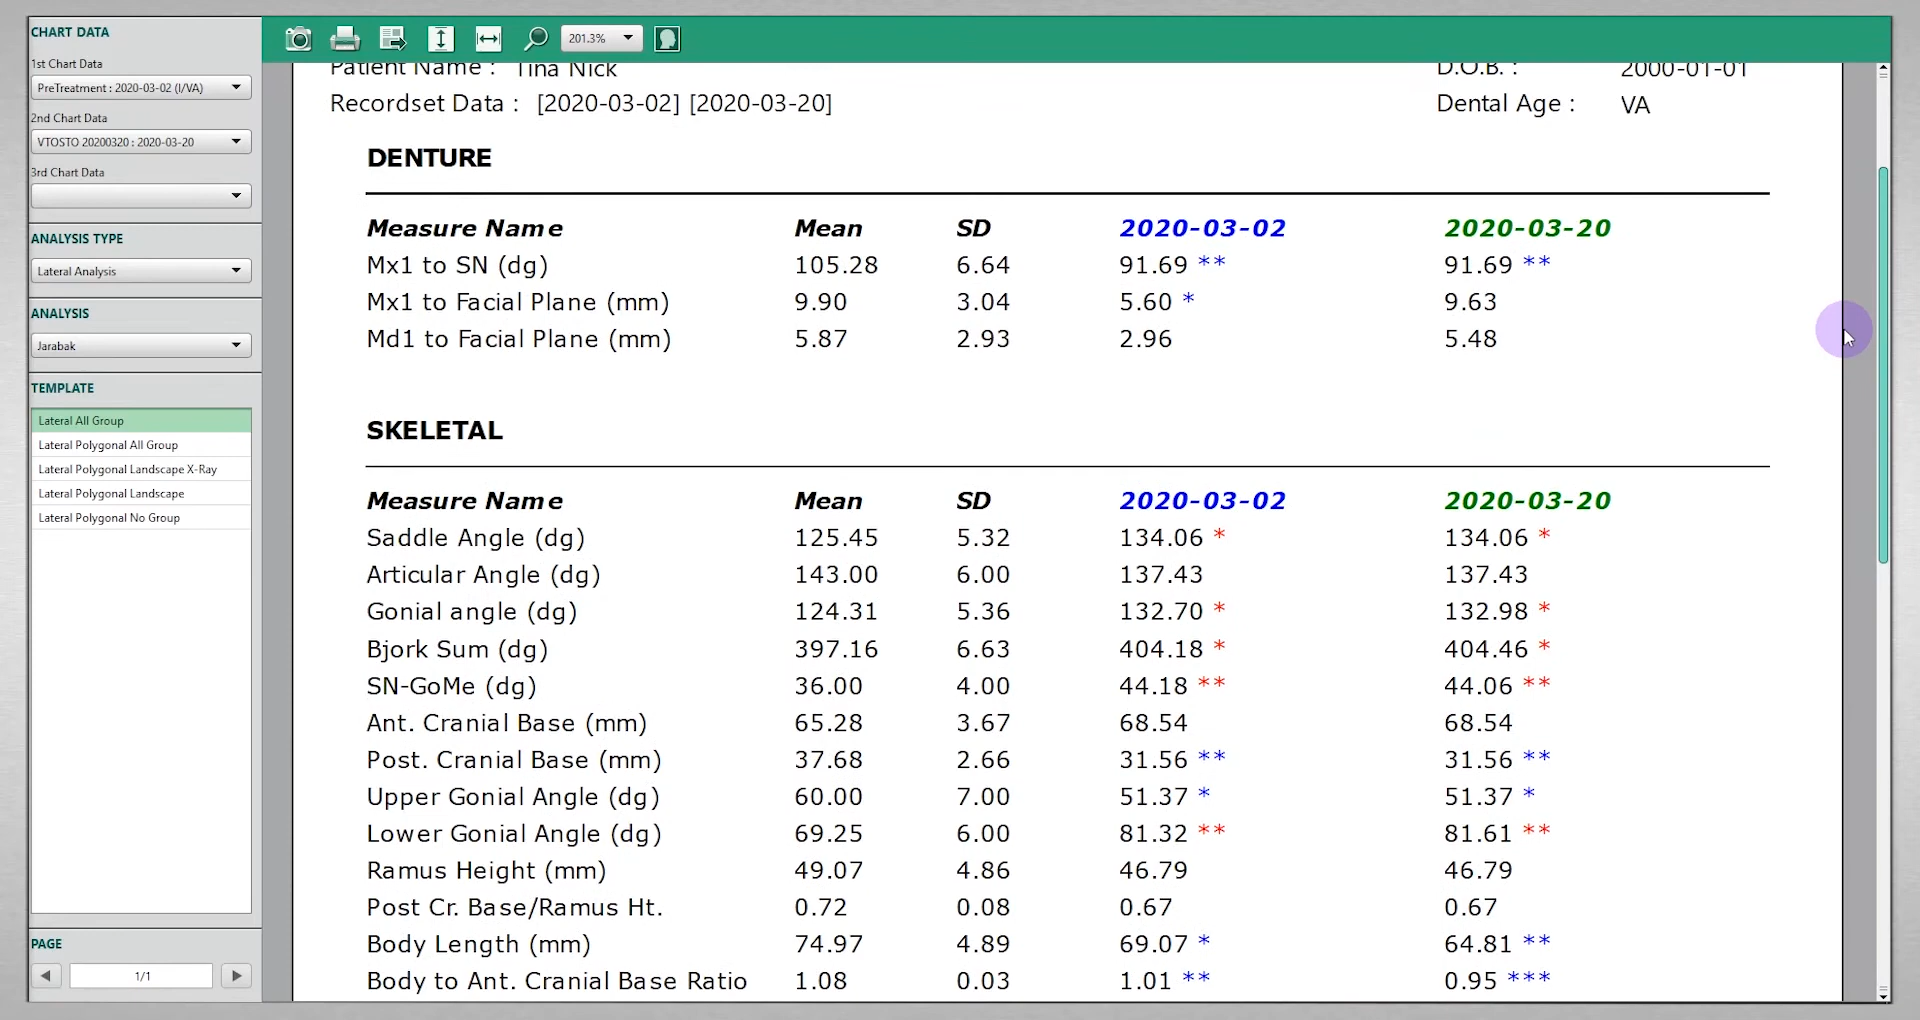 CHART DATA
1st Chart Data
PreTreatment : 2020-03-02 (I/VA)
2nd Chart Data
VTOSTO 20200320 : 2020-03-20
3rd Chart Data
ANALYSIS TYPE
Lateral Analysis
ANALYSIS
Jarabak
TEMPLATE
Lateral All Group
Lateral Polygonal All Group
Lateral Polygonal Landscape X-Ray
Lateral Polygonal Landscape
Lateral Polygonal No Group
PAGE
1/1
201.3%
Patient Name : Tina Nick D.O.B. : 2000-01-01
Recordset Data : [2020-03-02] [2020-03-20] Dental Age : VA
DENTURE
Measure Name Mean SD 2020-03-02 2020-03-20
Mx1 to SN (dg) 105.28 6.64 91.69 ** 91.69 **
Mx1 to Facial Plane (mm) 9.90 3.04 5.60 * 9.63
Md1 to Facial Plane (mm) 5.87 2.93 2.96 5.48
SKELETAL
Measure Name Mean SD 2020-03-02 2020-03-20
Saddle Angle (dg) 125.45 5.32 134.06 * 134.06 *
Articular Angle (dg) 143.00 6.00 137.43 137.43
Gonial angle (dg) 124.31 5.36 132.70 * 132.98 *
Bjork Sum (dg) 397.16 6.63 404.18 * 404.46 *
SN-GoMe (dg) 36.00 4.00 44.18 ** 44.06 **
Ant. Cranial Base (mm) 65.28 3.67 68.54 68.54
Post. Cranial Base (mm) 37.68 2.66 31.56 ** 31.56 **
Upper Gonial Angle (dg) 60.00 7.00 51.37 * 51.37 *
Lower Gonial Angle (dg) 69.25 6.00 81.32 ** 81.61 **
Ramus Height (mm) 49.07 4.86 46.79 46.79
Post Cr. Base/Ramus Ht. 0.72 0.08 0.67 0.67
Body Length (mm) 74.97 4.89 69.07 * 64.81 **
Body to Ant. Cranial Base Ratio 1.08 0.03 1.01 ** 0.95 ***